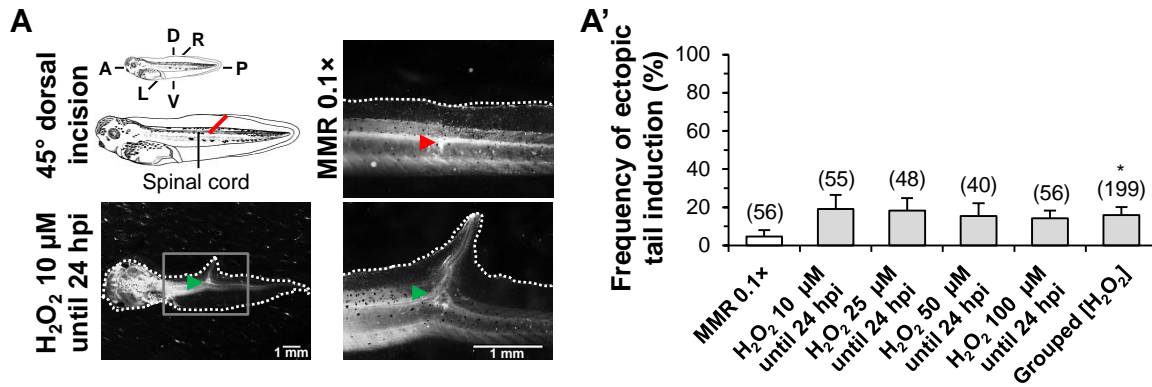 A
D
R
A
P
L
V
45° dorsal
incision
Spinal cord
MMR 0.1×
H₂O₂ 10 µM
until 24 hpi
1 mm
1 mm
A’
Frequency of ectopic
tail induction (%)
100
80
60
40
20
0
(56)
(55)
(48)
(40)
(56)
*
(199)
MMR 0.1×
H₂O₂ 10 µM
until 24 hpi
H₂O₂ 25 µM
until 24 hpi
H₂O₂ 50 µM
until 24 hpi
H₂O₂ 100 µM
until 24 hpi
Grouped [H₂O₂]